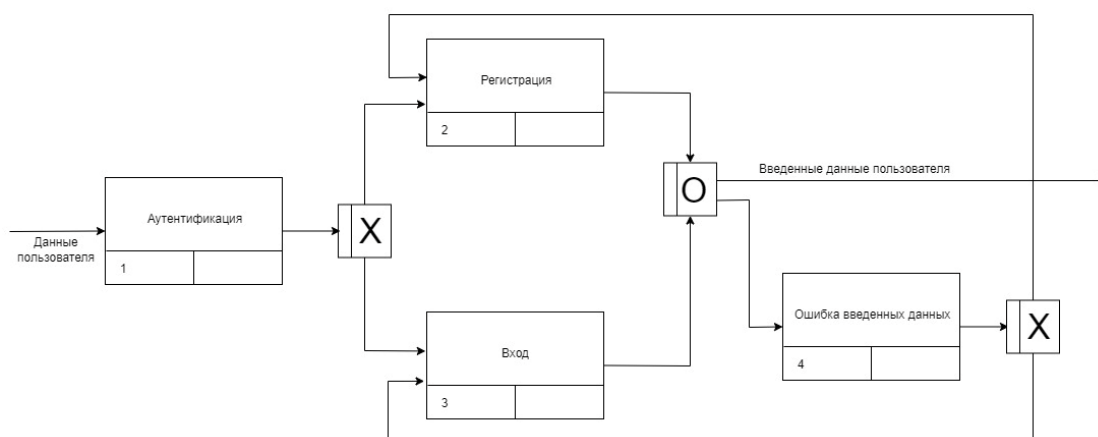 Регистрация
2
Введенные данные пользователя
O
Аутентификация
X
Данные
пользователя
1
Ошибка введенных данных
X
Вход
4
3